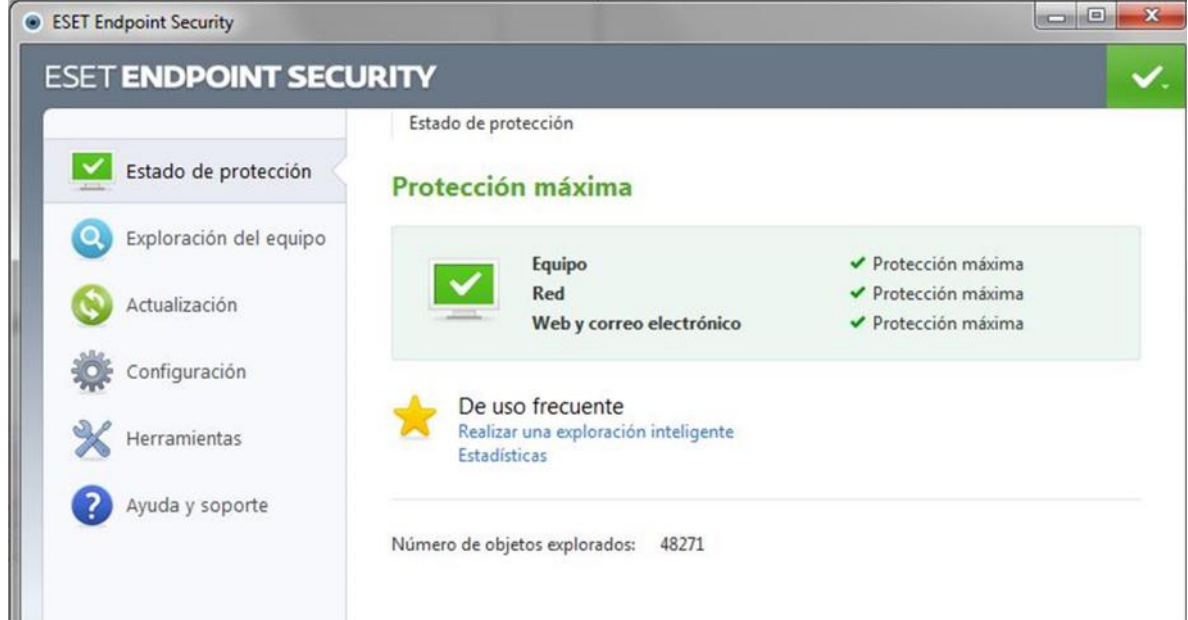 ESET Endpoint Security
ESET ENDPOINT SECURITY
Estado de protección
Exploración del equipo
Actualización
Configuración
Herramientas
Ayuda y soporte
Estado de protección
Protección máxima
Equipo Protección máxima
Red Protección máxima
Web y correo electrónico Protección máxima
De uso frecuente
Realizar una exploración inteligente
Estadísticas
Número de objetos explorados: 48271